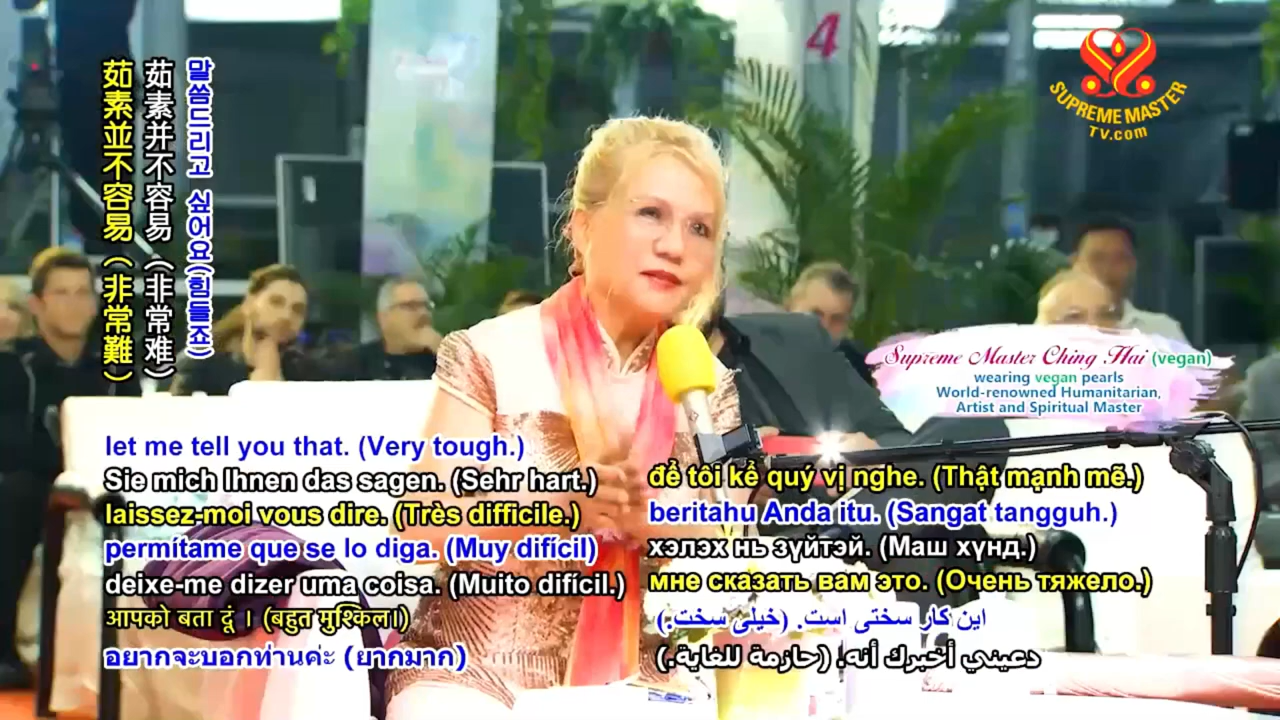 4
SUPREME MASTER
TV.com
말씀드리고 싶어요(힘들죠)
茹素并不容易（非常难）
茹素並不容易（非常難）
Supreme Master Ching Hai (vegan)
wearing vegan pearls
World-renowned Humanitarian,
Artist and Spiritual Master
let me tell you that. (Very tough.)
Sie mich Ihnen das sagen. (Sehr hart.)
laissez-moi vous dire. (Très difficile.)
permítame que se lo diga. (Muy difícil)
deixe-me dizer uma coisa. (Muito difícil.)
आपको बता दूं । (बहुत मुश्किल।)
อยากจะบอกท่านค่ะ (ยากมาก)
để tôi kể quý vị nghe. (Thật mạnh mẽ.)
beritahu Anda itu. (Sangat tangguh.)
хэлэх нь зүйтэй. (Маш хүнд.)
мне сказать вам это. (Очень тяжело.)
این کار سختی است. (خیلی سخت.)
دعيني أخبرك أنه. (حازمة للغاية.)